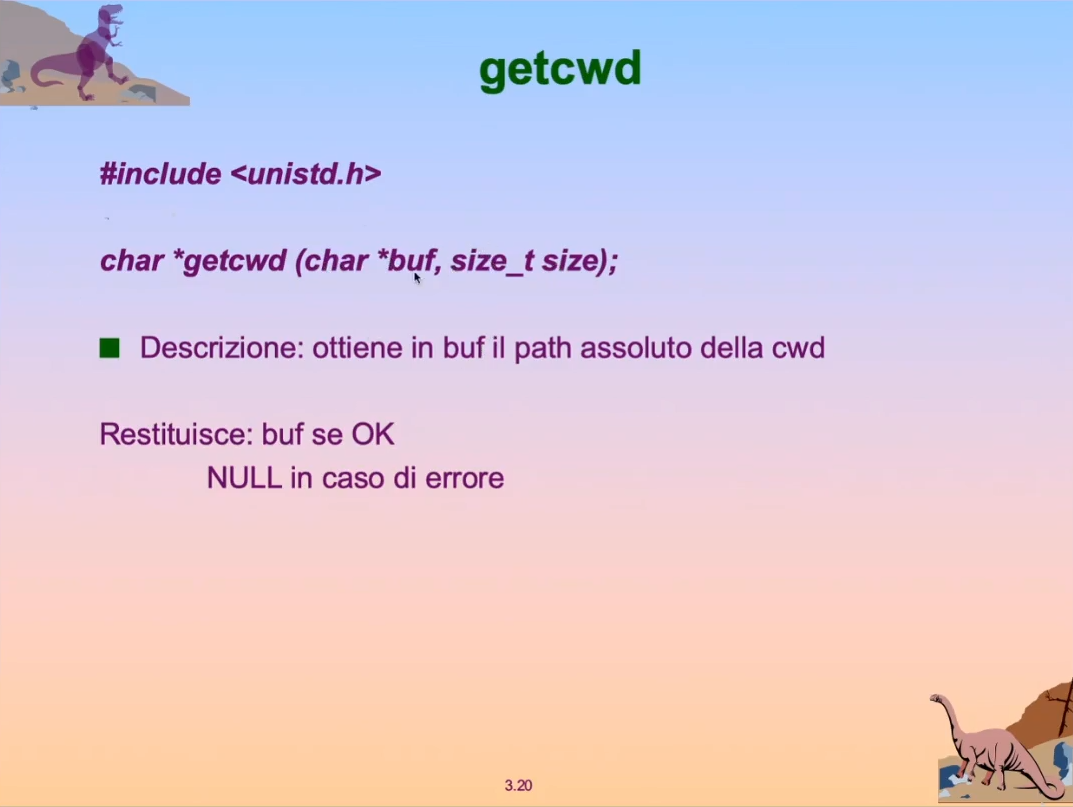 getcwd
#include <unistd.h>
char *getcwd (char *buf, size_t size);
Descrizione: ottiene in buf il path assoluto della cwd
Restituisce: buf se OK
NULL in caso di errore
3.20